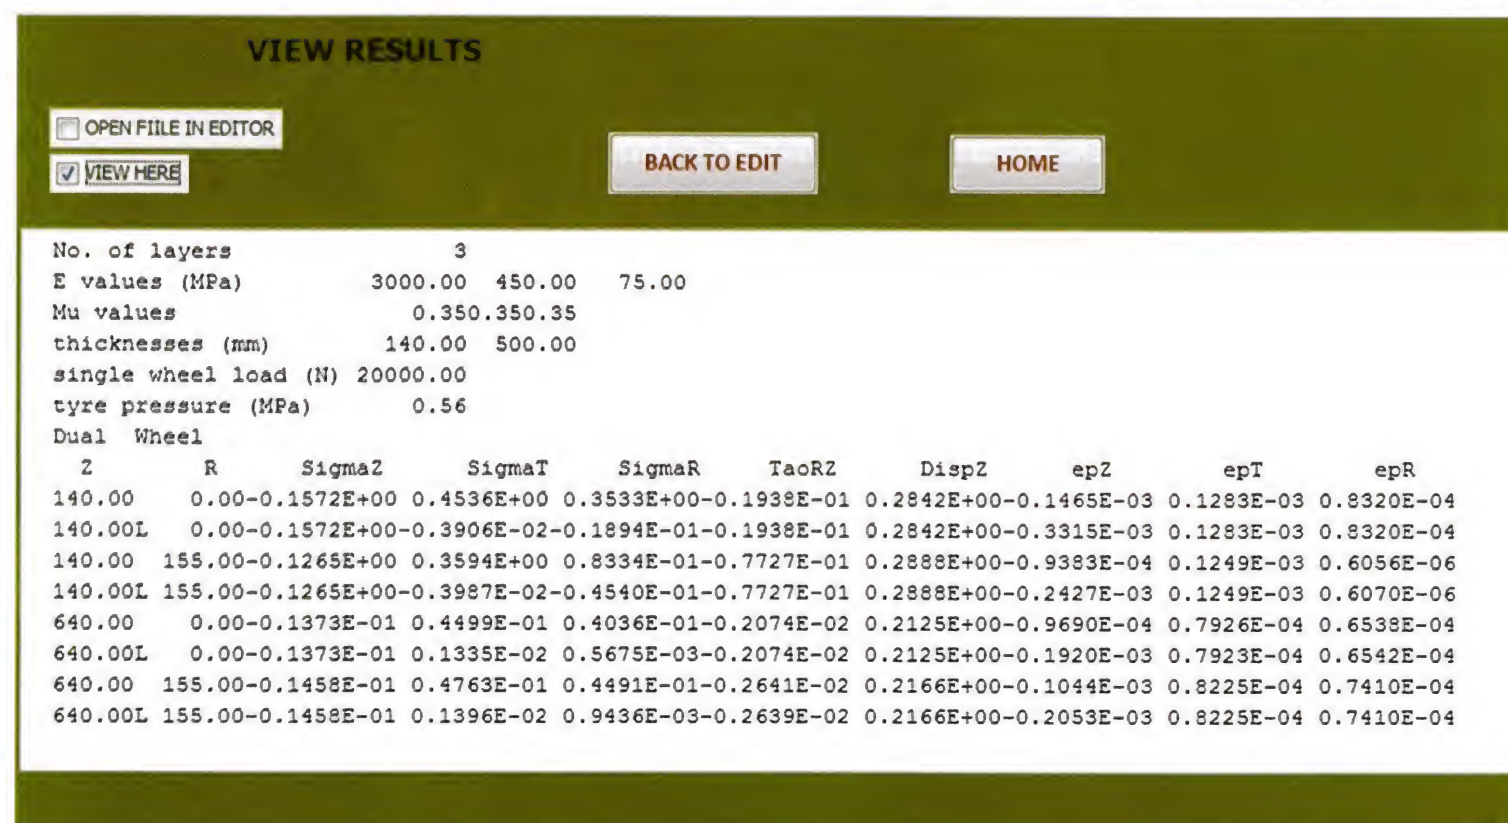 VIEW RESULTS
OPEN FIILE IN EDITOR
VIEW HERE
BACK TO EDIT
HOME
No. of layers 3
E values (MPa) 3000.00 450.00 75.00
Mu values 0.350.350.35
thicknesses (mm) 140.00 500.00
single wheel load (N) 20000.00
tyre pressure (MPa) 0.56
Dual Wheel
Z R SigmaZ SigmaT SigmaR TaoRZ DispZ epZ epT epR
140.00 0.00-0.1572E+00 0.4536E+00 0.3533E+00-0.1938E-01 0.2842E+00-0.1465E-03 0.1283E-03 0.8320E-04
140.00L 0.00-0.1572E+00-0.3906E-02-0.1894E-01-0.1938E-01 0.2842E+00-0.3315E-03 0.1283E-03 0.8320E-04
140.00 155.00-0.1265E+00 0.3594E+00 0.8334E-01-0.7727E-01 0.2888E+00-0.9383E-04 0.1249E-03 0.6056E-06
140.00L 155.00-0.1265E+00-0.3987E-02-0.4540E-01-0.7727E-01 0.2888E+00-0.2427E-03 0.1249E-03 0.6070E-06
640.00 0.00-0.1373E-01 0.4499E-01 0.4036E-01-0.2074E-02 0.2125E+00-0.9690E-04 0.7926E-04 0.6538E-04
640.00L 0.00-0.1373E-01 0.1335E-02 0.5675E-03-0.2074E-02 0.2125E+00-0.1920E-03 0.7923E-04 0.6542E-04
640.00 155.00-0.1458E-01 0.4763E-01 0.4491E-01-0.2641E-02 0.2166E+00-0.1044E-03 0.8225E-04 0.7410E-04
640.00L 155.00-0.1458E-01 0.1396E-02 0.9436E-03-0.2639E-02 0.2166E+00-0.2053E-03 0.8225E-04 0.7410E-04